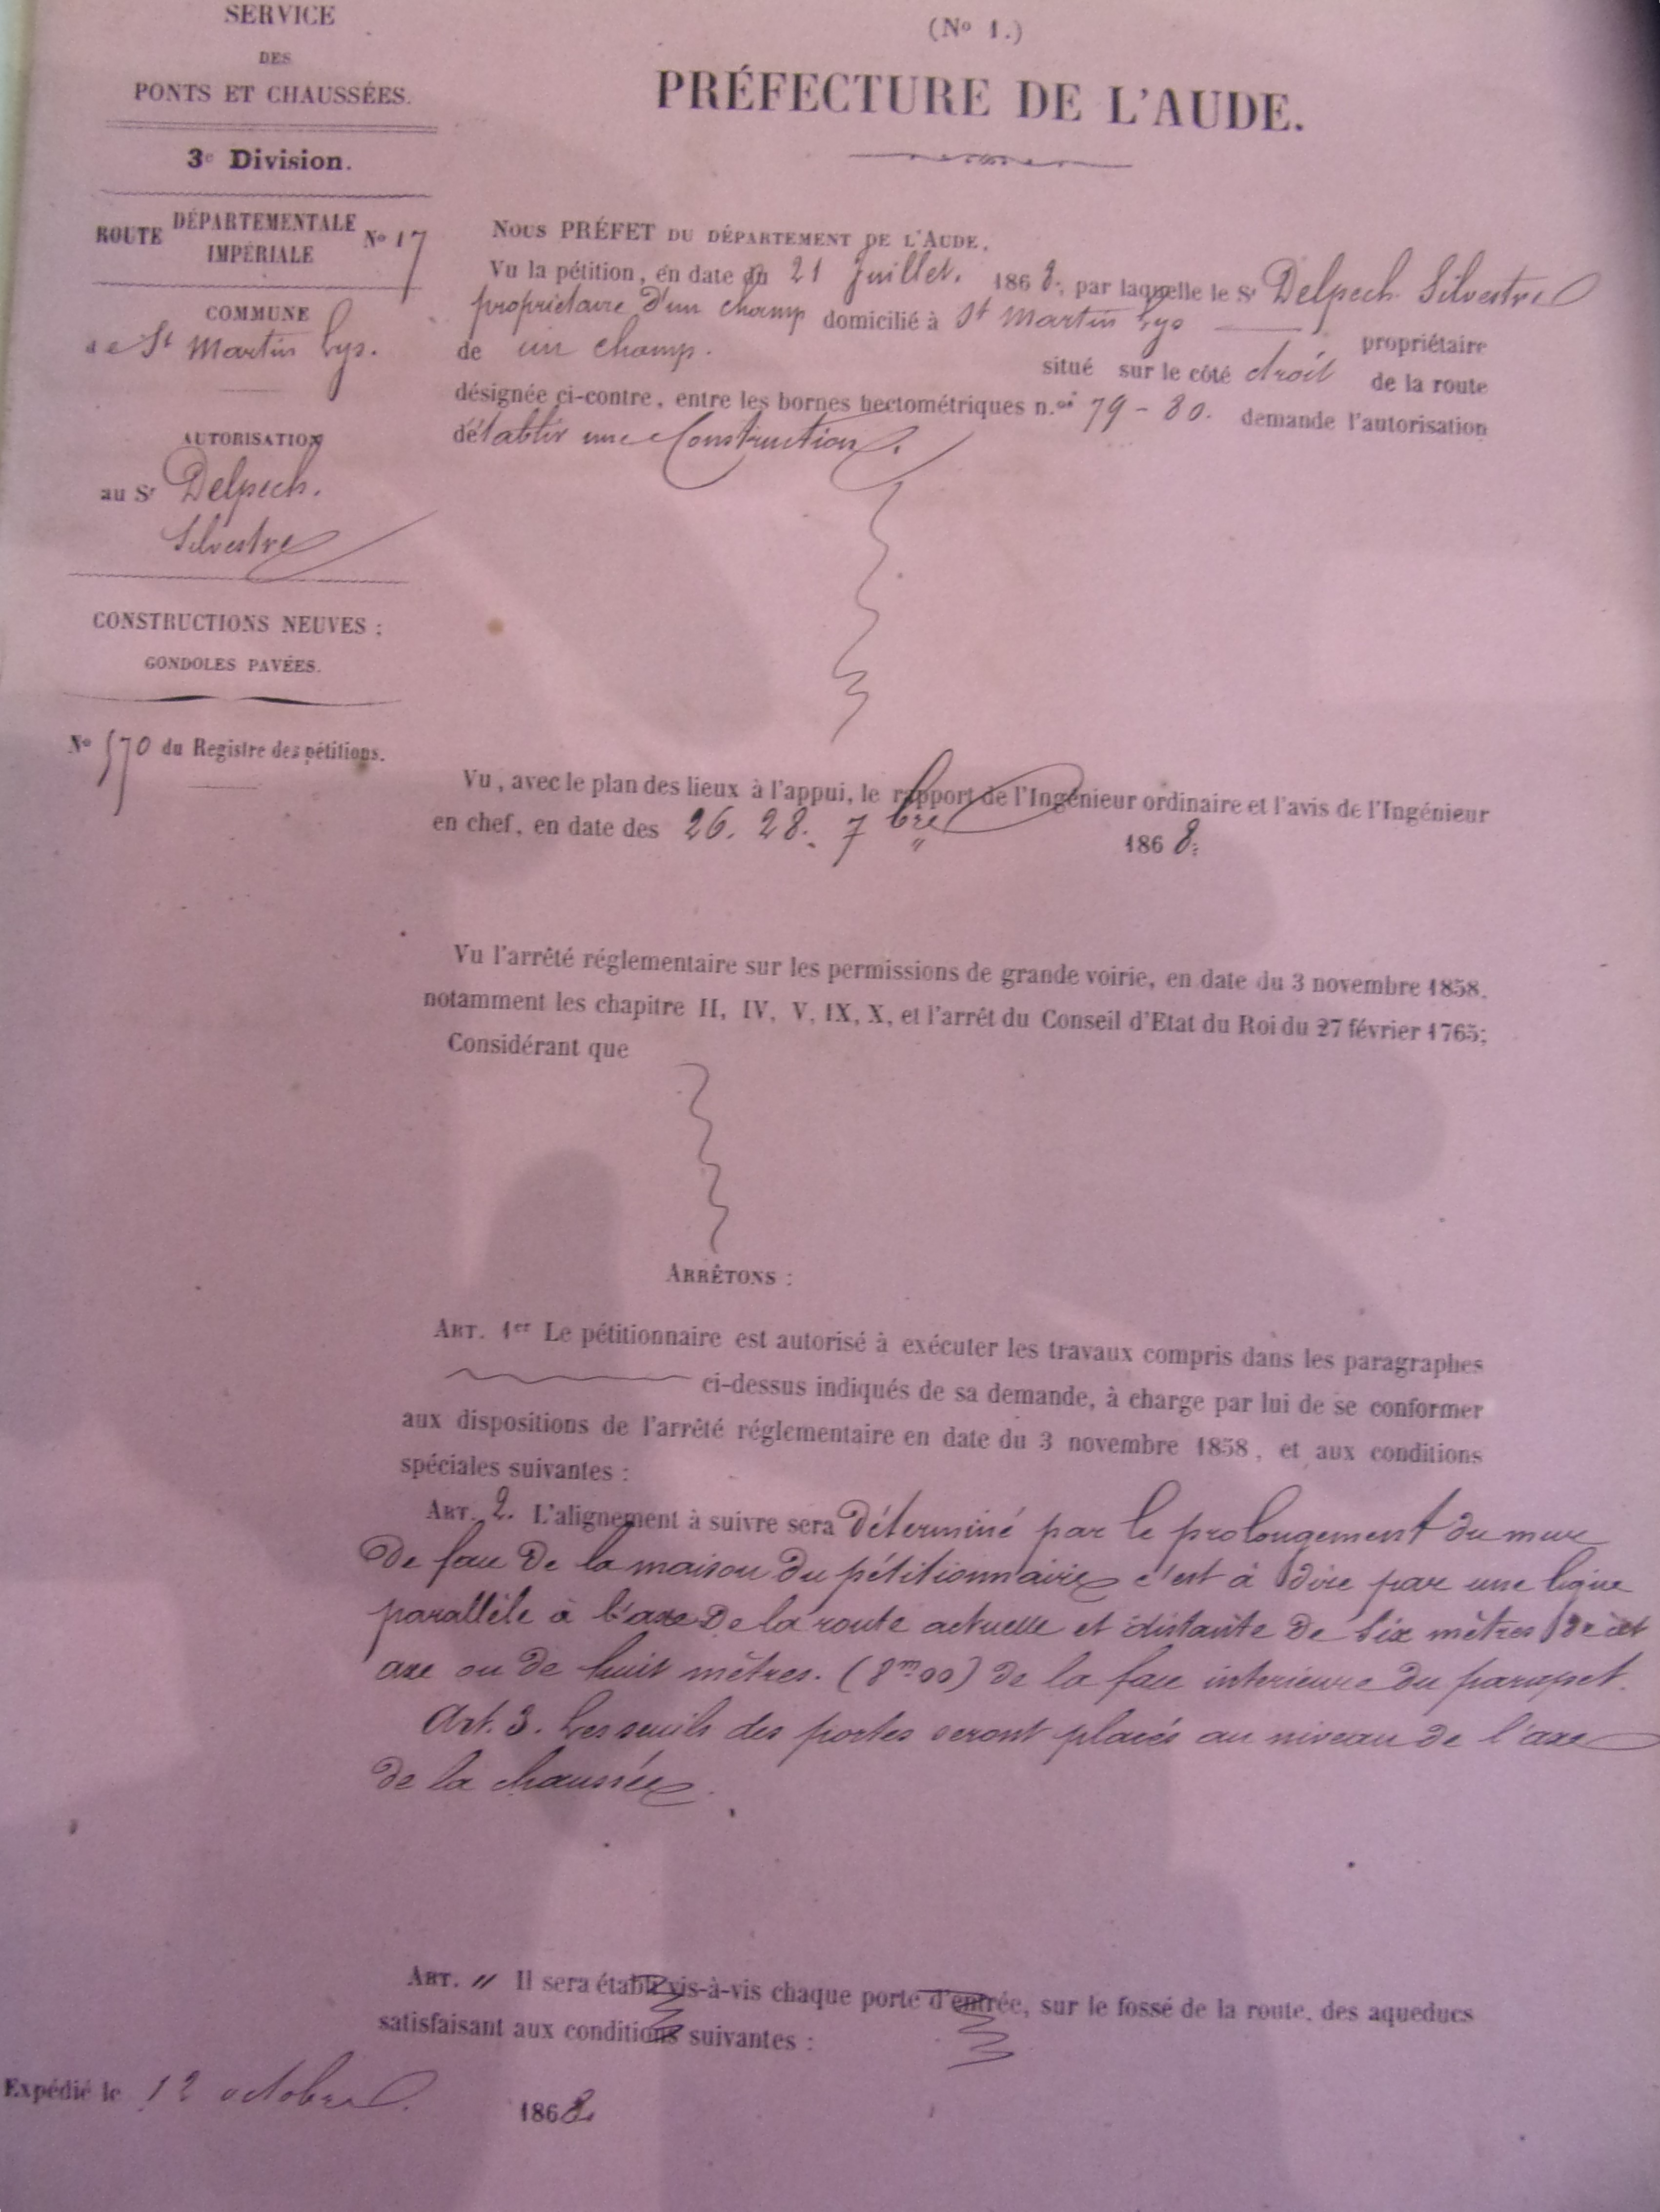 SERVICE
DES
PONTS ET CHAUSSÉES.
3e Division.
ROUTE DÉPARTEMENTALE IMPÉRIALE No 17
COMMUNE
de St Martin Lys.
AUTORISATION
au Sr Delpech.
Silvestre
CONSTRUCTIONS NEUVES :
GONDOLES PAVÉES.
No 570 du Registre des pétitions.
(No 1.)
PRÉFECTURE DE L'AUDE.
NOUS PRÉFET DU DÉPARTEMENT DE L'AUDE,
Vu la pétition, en date du 21 Juillet. 1868, par laquelle le Sr Delpech Silvestre
propriétaire d'un champ domicilié à St Martin Lys propriétaire
de un champ. situé sur le côté droit de la route
désignée ci-contre, entre les bornes hectométriques n.os 79 - 80. demande l'autorisation
d'établir une Construction.
Vu, avec le plan des lieux à l'appui, le rapport de l'Ingénieur ordinaire et l'avis de l'Ingénieur
en chef, en date des 26. 28. 7bre 1868.
Vu l'arrêté réglementaire sur les permissions de grande voirie, en date du 3 novembre 1858,
notamment les chapitre II, IV, V, IX, X, et l'arrêt du Conseil d'Etat du Roi du 27 février 1765;
Considérant que
ARRÊTONS :
ART. 1er Le pétitionnaire est autorisé à exécuter les travaux compris dans les paragraphes
ci-dessus indiqués de sa demande, à charge par lui de se conformer
aux dispositions de l'arrêté réglementaire en date du 3 novembre 1858, et aux conditions
spéciales suivantes :
ART. 2. L'alignement à suivre sera déterminé par le prolongement du mur
de face de la maison du pétitionnaire c'est à dire par une ligne
parallèle à l'axe de la route actuelle et distante de six mètres de cet
axe ou de huit mètres. (8m.00) de la face interieure du parapet.
Art. 3. Les seuils des portes seront placés au niveau de l'axe
de la chaussée.
ART. " Il sera établi vis-à-vis chaque porte d'entrée, sur le fossé de la route, des aqueducs
satisfaisant aux conditions suivantes :
Expédié le 12 octobre 1868.